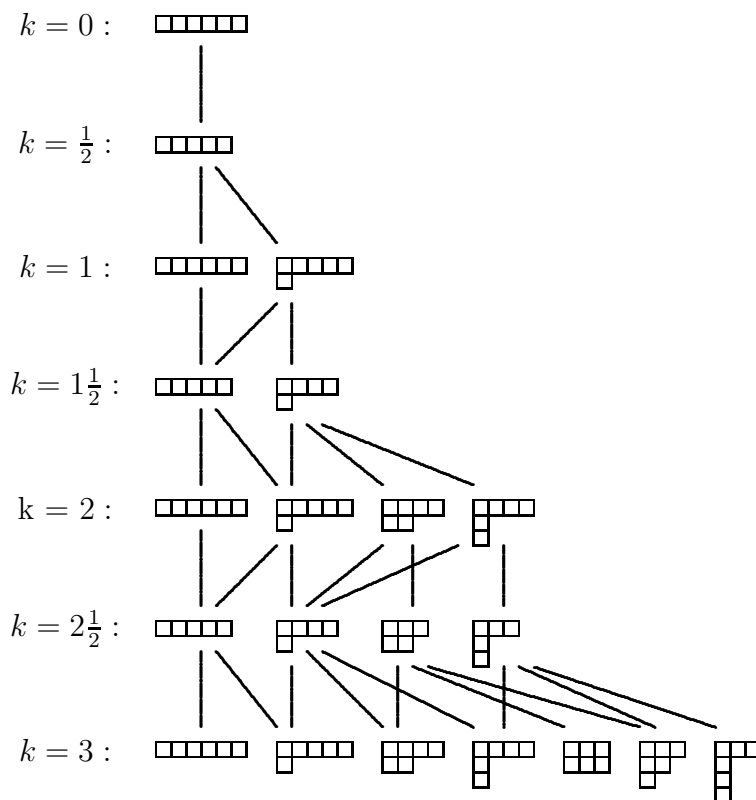 k = 0 :
k = 1/2 :
k = 1 :
k = 1 1/2 :
k = 2 :
k = 2 1/2 :
k = 3 :